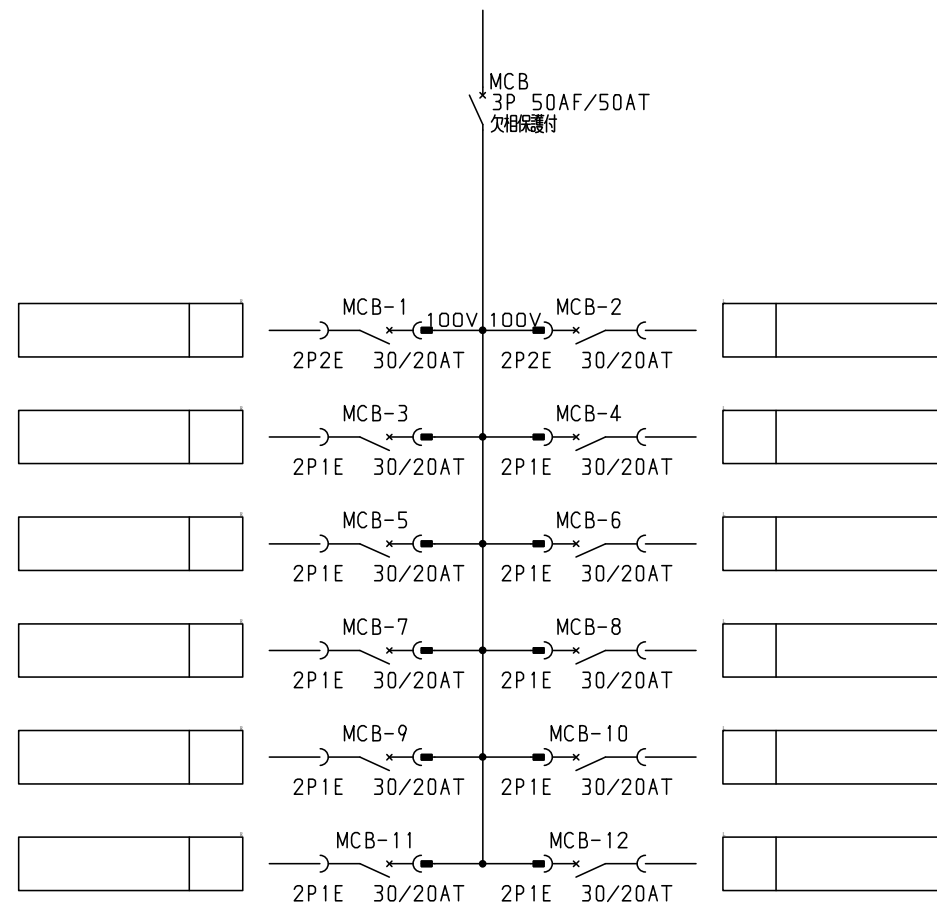 MCB
3P 50AF/50AT
欠相保護付
MCB-1 100V 100V MCB-2
2P2E 30/20AT 2P2E 30/20AT
MCB-3 MCB-4
2P1E 30/20AT 2P1E 30/20AT
MCB-5 MCB-6
2P1E 30/20AT 2P1E 30/20AT
MCB-7 MCB-8
2P1E 30/20AT 2P1E 30/20AT
MCB-9 MCB-10
2P1E 30/20AT 2P1E 30/20AT
MCB-11 MCB-12
2P1E 30/20AT 2P1E 30/20AT